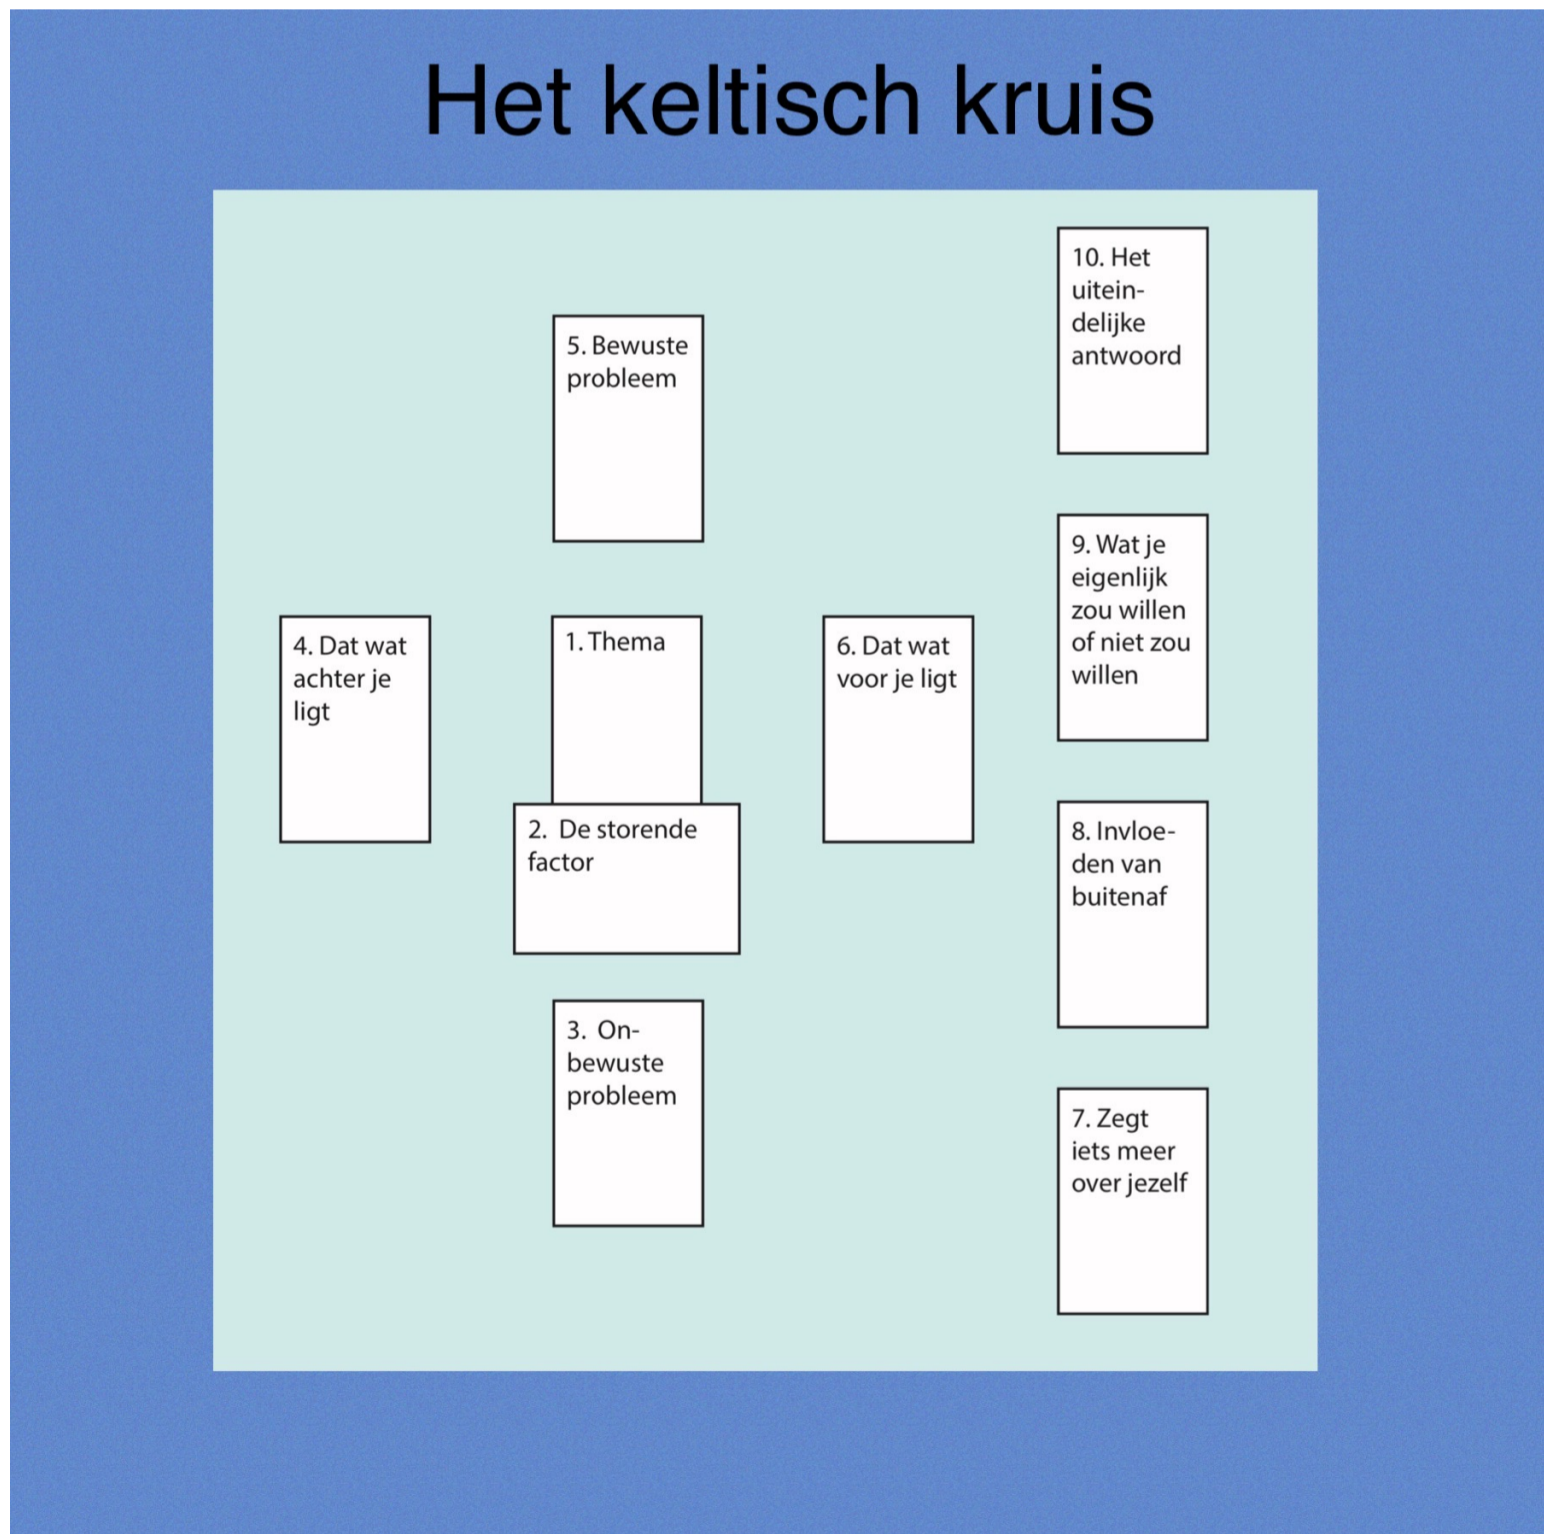 Het keltisch kruis
10. Het
uitein-
delijke
antwoord
5. Bewuste
probleem
9. Wat je
eigenlijk
zou willen
of niet zou
willen
4. Dat wat
achter je
ligt
1. Thema
6. Dat wat
voor je ligt
2. De storende
factor
8. Invloe-
den van
buitenaf
3. On-
bewuste
probleem
7. Zegt
iets meer
over jezelf